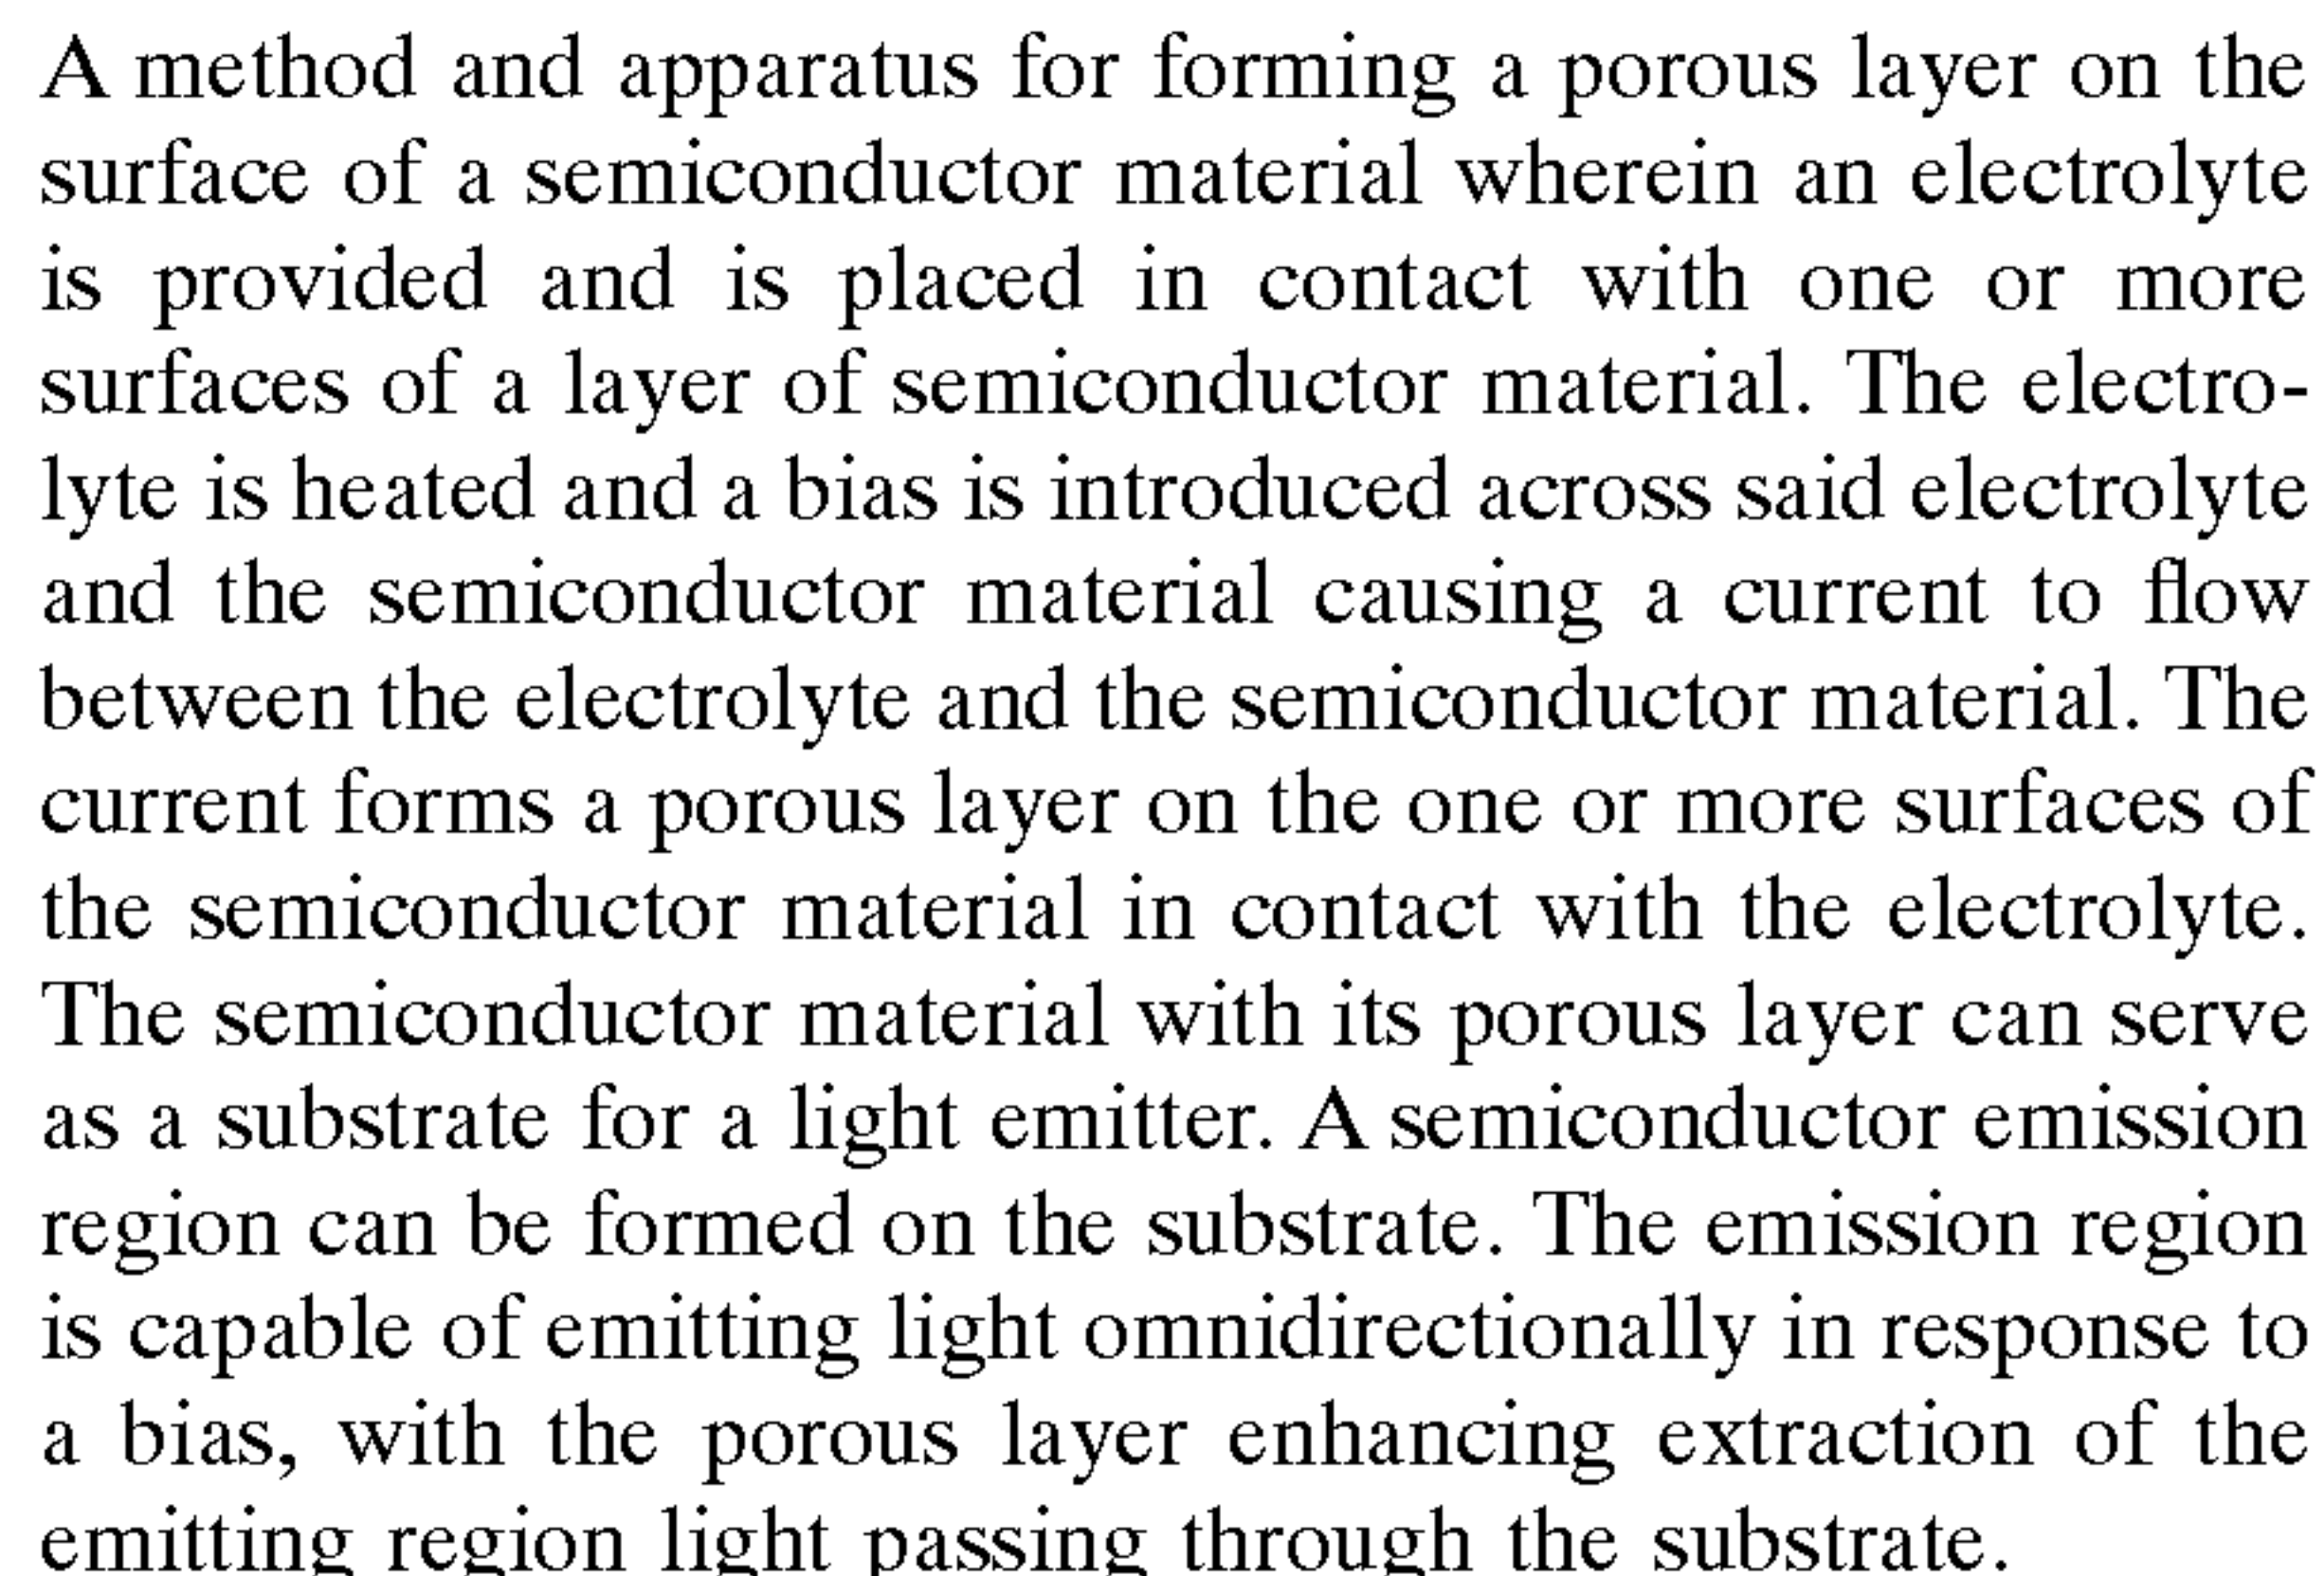 A method and apparatus for forming a porous layer on the
surface of a semiconductor material wherein an electrolyte
is provided and is placed in contact with one or more
surfaces of a layer of semiconductor material. The electro-
lyte is heated and a bias is introduced across said electrolyte
and the semiconductor material causing a current to flow
between the electrolyte and the semiconductor material. The
current forms a porous layer on the one or more surfaces of
the semiconductor material in contact with the electrolyte.
The semiconductor material with its porous layer can serve
as a substrate for a light emitter. A semiconductor emission
region can be formed on the substrate. The emission region
is capable of emitting light omnidirectionally in response to
a bias, with the porous layer enhancing extraction of the
emitting region light passing through the substrate.